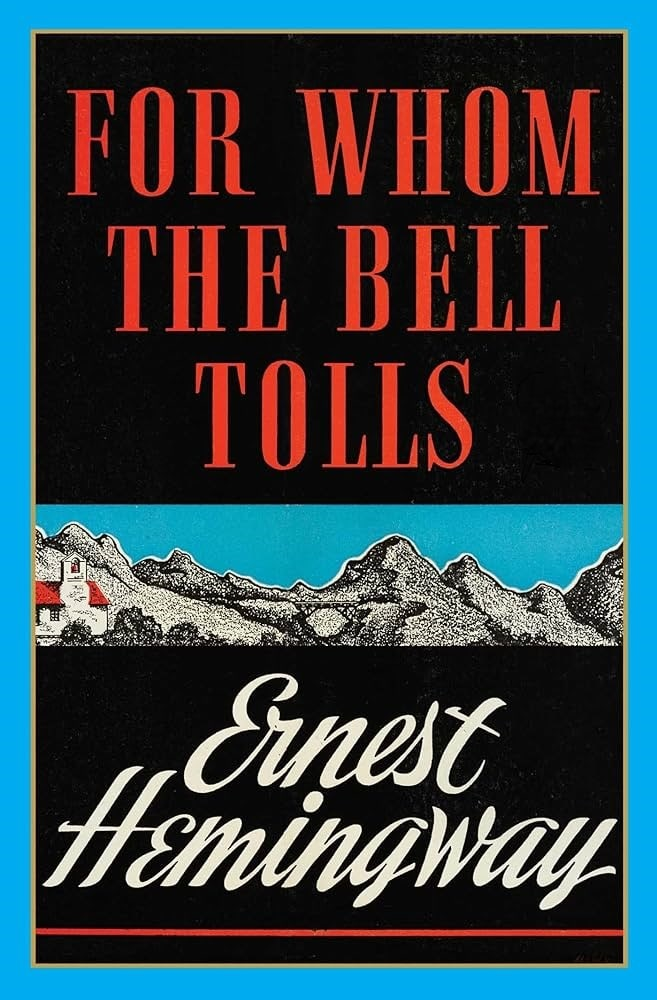 FOR WHOM
THE BELL
TOLLS
Ernest
Hemingway